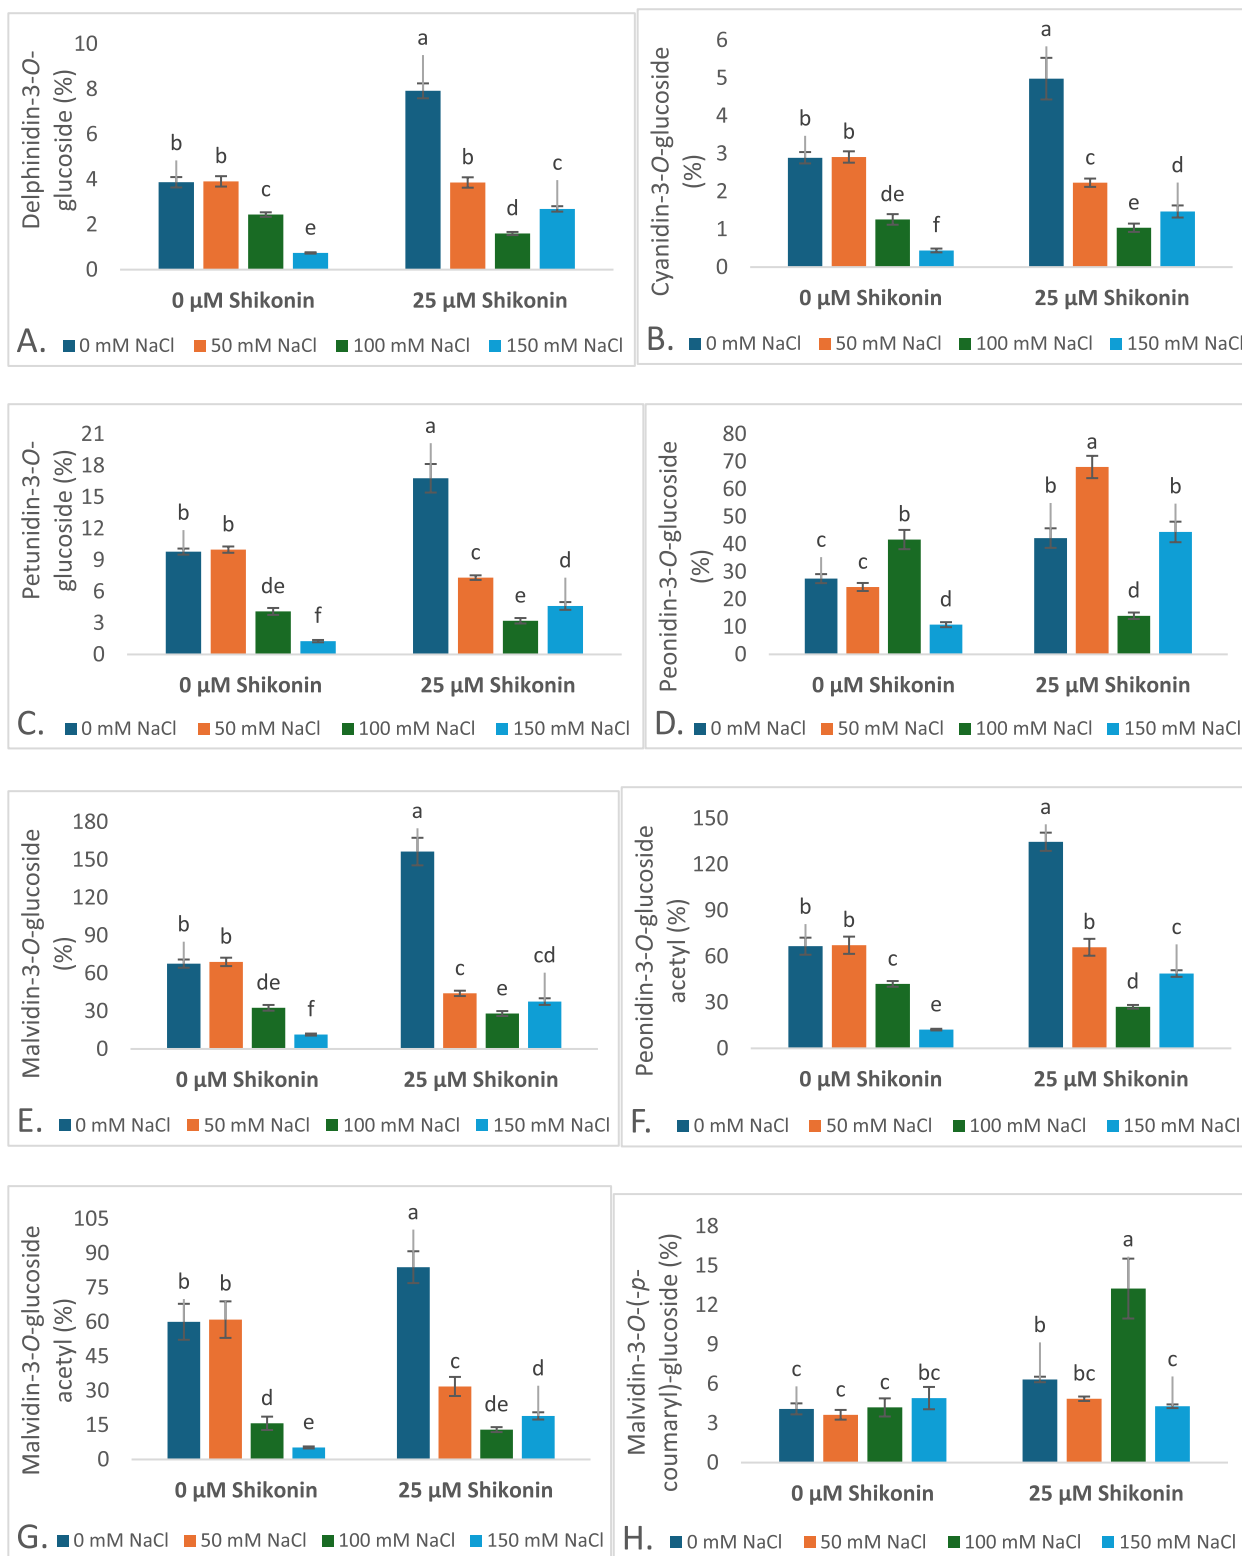 Delphinidin-3-O-
glucoside (%)
10
8
6
4
2
0
b b c e a b d c
0 µM Shikonin 25 µM Shikonin
A. 0 mM NaCl 50 mM NaCl 100 mM NaCl 150 mM NaCl
Cyanidin-3-O-glucoside
(%)
6
5
4
3
2
1
0
b b de f a c e d
0 µM Shikonin 25 µM Shikonin
B. 0 mM NaCl 50 mM NaCl 100 mM NaCl 150 mM NaCl
Petunidin-3-O-
glucoside (%)
21
18
15
12
9
6
3
0
b b de f a c e d
0 µM Shikonin 25 µM Shikonin
C. 0 mM NaCl 50 mM NaCl 100 mM NaCl 150 mM NaCl
Peonidin-3-O-glucoside
(%)
80
70
60
50
40
30
20
10
0
c c b d b a d b
0 µM Shikonin 25 µM Shikonin
D. 0 mM NaCl 50 mM NaCl 100 mM NaCl 150 mM NaCl
Malvidin-3-O-glucoside
(%)
180
150
120
90
60
30
0
b b de f a c e cd
0 µM Shikonin 25 µM Shikonin
E. 0 mM NaCl 50 mM NaCl 100 mM NaCl 150 mM NaCl
Peonidin-3-O-glucoside
acetyl (%)
150
120
90
60
30
0
b b c e a b d c
0 µM Shikonin 25 µM Shikonin
F. 0 mM NaCl 50 mM NaCl 100 mM NaCl 150 mM NaCl
Malvidin-3-O-glucoside
acetyl (%)
105
90
75
60
45
30
15
0
b b d e a c de d
0 µM Shikonin 25 µM Shikonin
G. 0 mM NaCl 50 mM NaCl 100 mM NaCl 150 mM NaCl
Malvidin-3-O-(-p-
coumaryl)-glucoside (%)
18
15
12
9
6
3
0
c c c bc b bc a c
0 µM Shikonin 25 µM Shikonin
H. 0 mM NaCl 50 mM NaCl 100 mM NaCl 150 mM NaCl